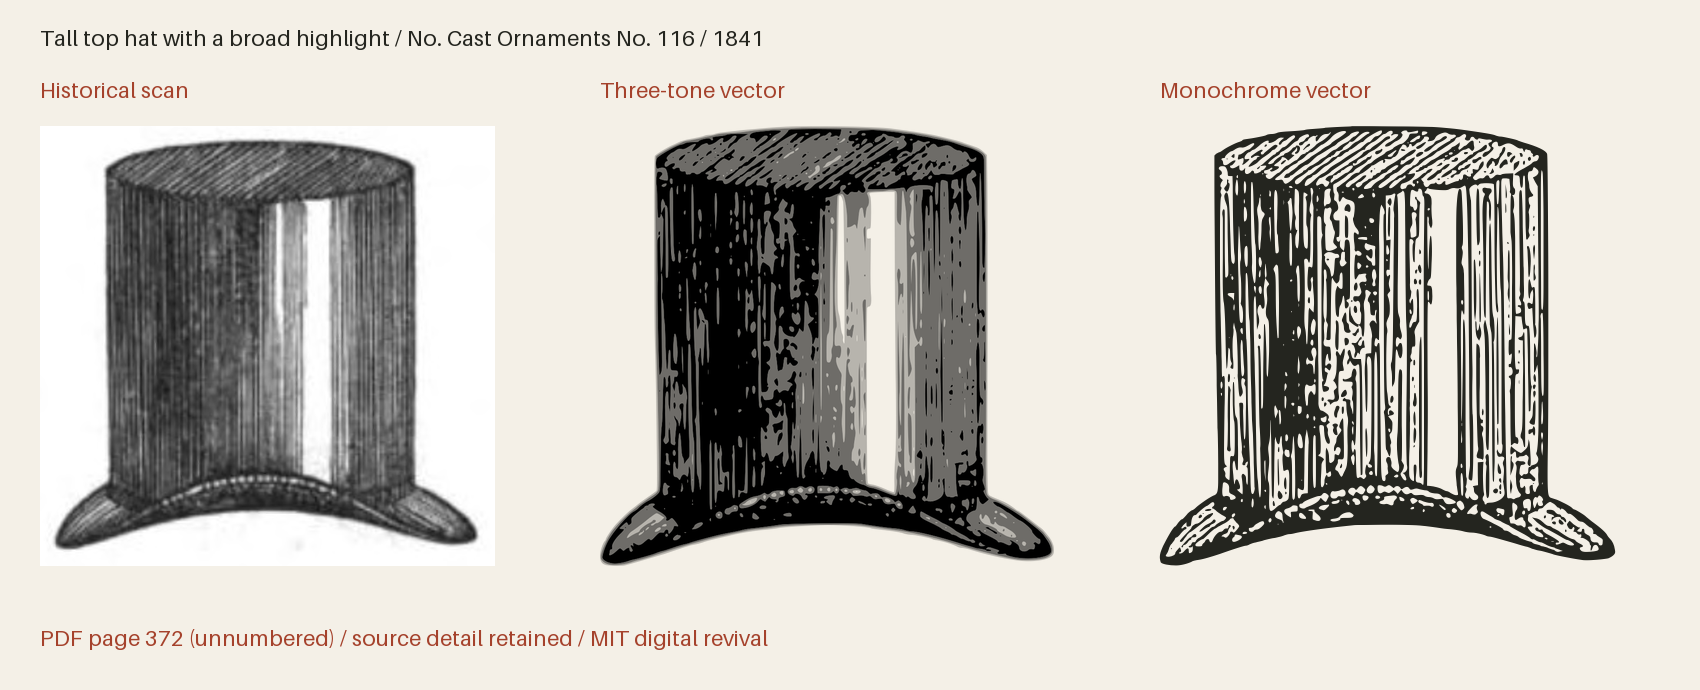 Tall top hat with a broad highlight / No. Cast Ornaments No. 116 / 1841
Historical scan
Three-tone vector
Monochrome vector
PDF page 372 (unnumbered) / source detail retained / MIT digital revival